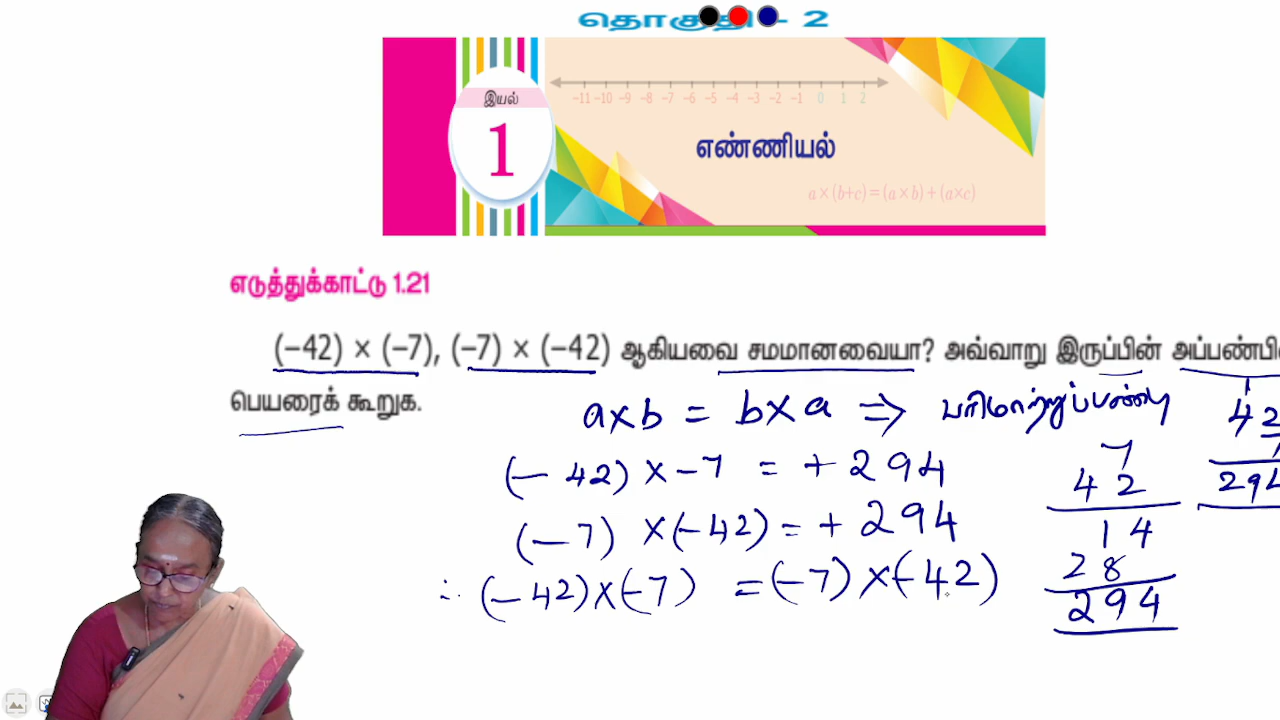 தொகுதி - 2
இயல்
1
-11 -10 -9 -8 -7 -6 -5 -4 -3 -2 -1 0 1 2
எண்ணியல்
a × (b+c) = (a × b) + (a×c)
எடுத்துக்காட்டு 1.21
(−42) × (−7), (−7) × (−42) ஆகியவை சமமானவையா? அவ்வாறு இருப்பின்
பெயரைக் கூறுக.
a×b = b×a ⇒ பரிமாற்றுப்பண்பு
(- 42) × -7 = + 294
(- 7) × (-42) = + 294
∴ (- 42)×(-7) = (-7) ×(-42)
7
42
14
28
294
42
7
294